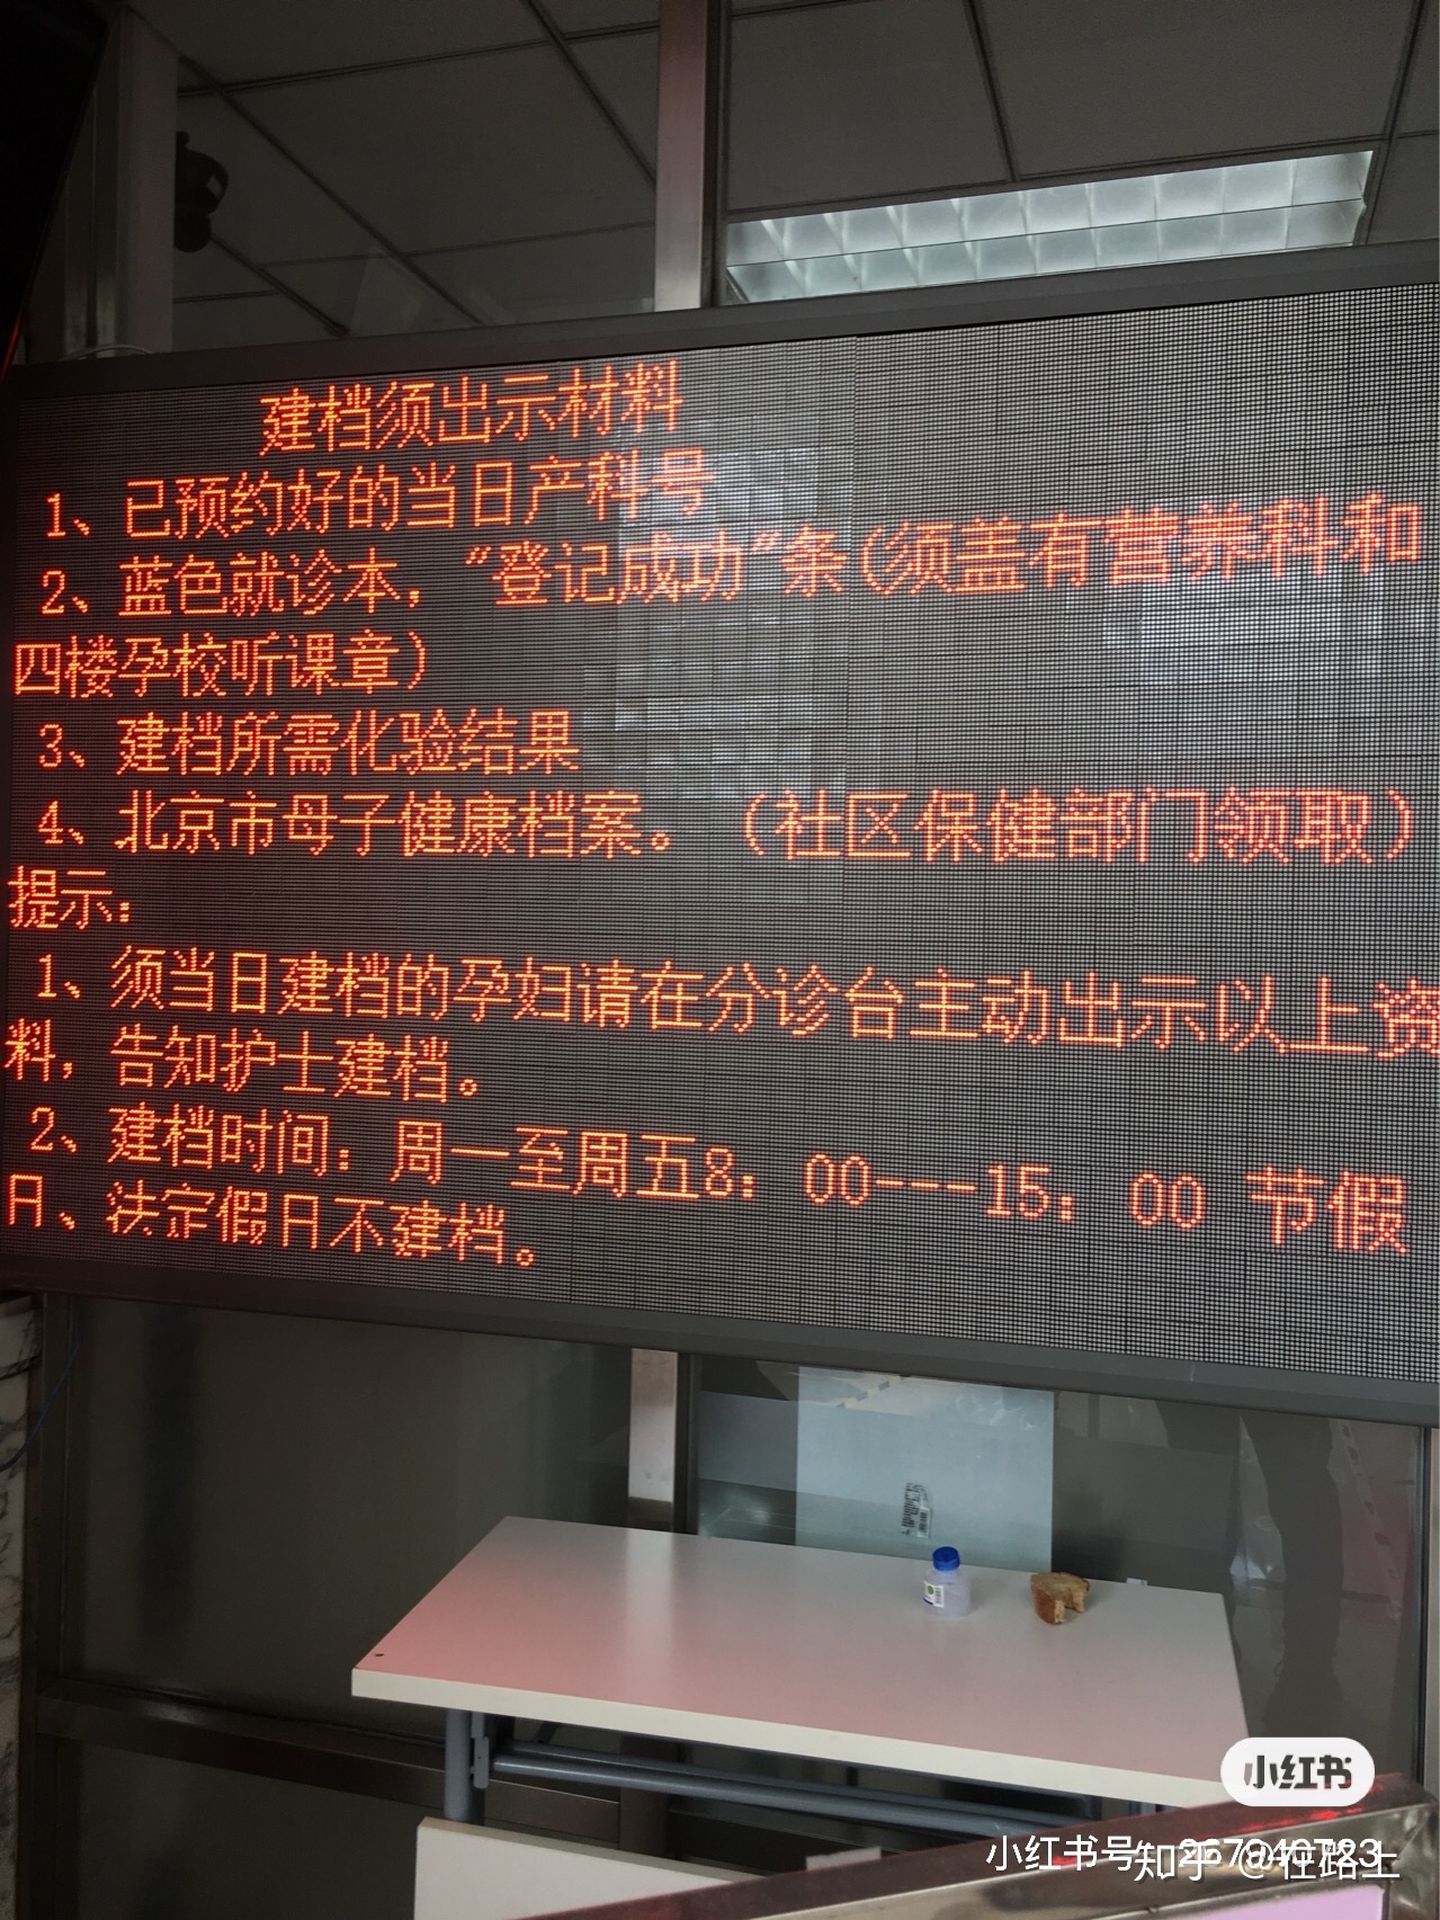 建档须出示材料
1、已预约好的当日产科号
2、蓝色就诊本，"登记成功"条(须盖有营养科和
四楼孕校听课章)
3、建档所需化验结果
4、北京市母子健康档案。（社区保健部门领取）
提示：
1、须当日建档的孕妇请在分诊台主动出示以上资
料，告知护士建档。
2、建档时间：周一至周五8：00---15：00 节假
日、法定假日不建档。
小红书
小红书号：267940723
知乎 @在路上